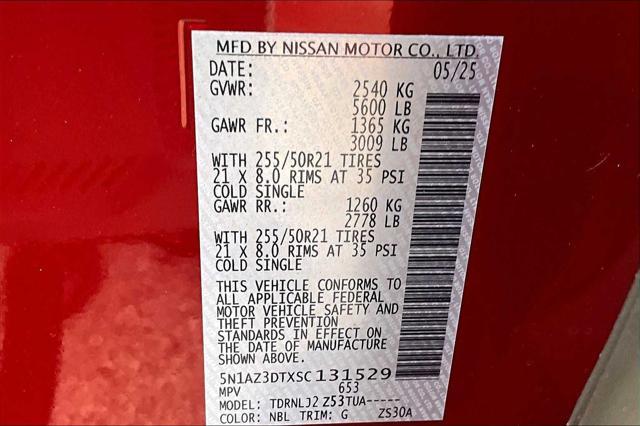 MFD BY NISSAN MOTOR CO., LTD.
DATE: 05/25
GVWR: 2540 KG
5600 LB
GAWR FR.: 1365 KG
3009 LB
WITH 255/50R21 TIRES
21 X 8.0 RIMS AT 35 PSI
COLD SINGLE
GAWR RR.: 1260 KG
2778 LB
WITH 255/50R21 TIRES
21 X 8.0 RIMS AT 35 PSI
COLD SINGLE
THIS VEHICLE CONFORMS TO
ALL APPLICABLE FEDERAL
MOTOR VEHICLE SAFETY AND
THEFT PREVENTION
STANDARDS IN EFFECT ON
THE DATE OF MANUFACTURE
SHOWN ABOVE.
5N1AZ3DTXSC131529
MPV 653
MODEL: TDRNLJ2 Z53TUA-----
COLOR: NBL TRIM: G ZS30A